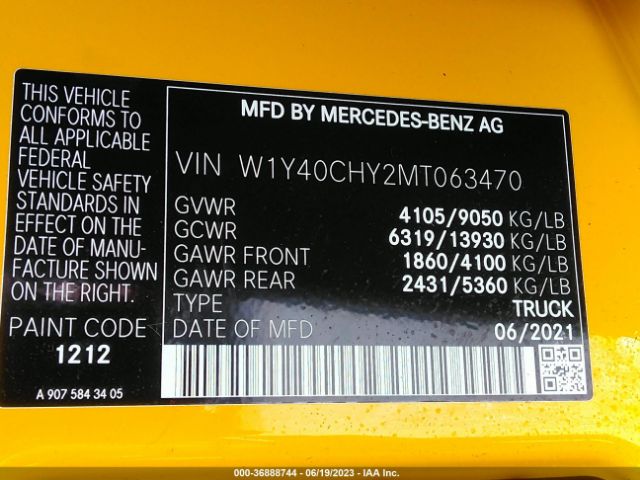 THIS VEHICLE
CONFORMS TO
ALL APPLICABLE
FEDERAL MOTOR
VEHICLE SAFETY
STANDARDS IN
EFFECT ON THE
DATE OF MANU-
FACTURE SHOWN
ON THE RIGHT.
PAINT CODE
1212
A 907 584 34 05
MFD BY MERCEDES-BENZ AG
VIN W1Y40CHY2MT063470
GVWR 4105/9050 KG/LB
GCWR 6319/13930 KG/LB
GAWR FRONT 1860/4100 KG/LB
GAWR REAR 2431/5360 KG/LB
TYPE TRUCK
DATE OF MFD 06/2021
000-36888744 - 06/19/2023 - IAA Inc.